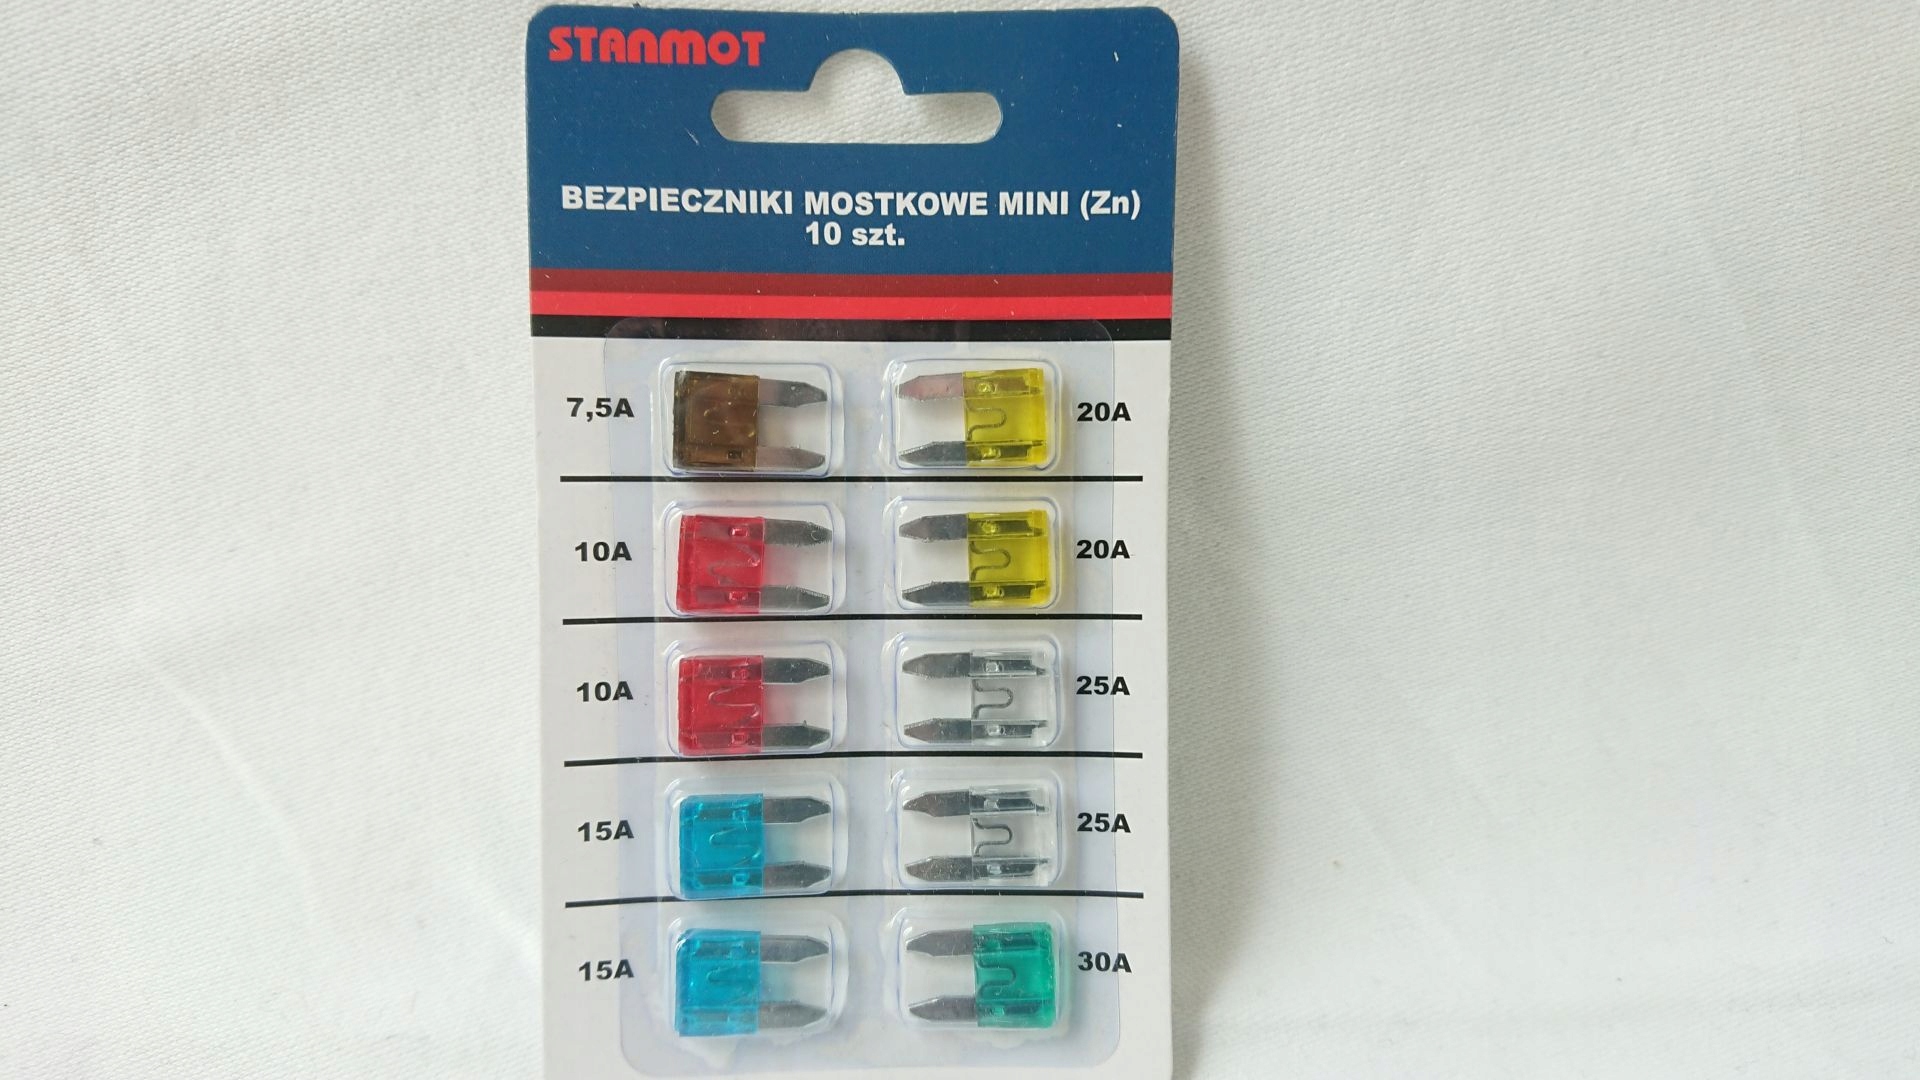 STANMOT
BEZPIECZNIKI MOSTKOWE MINI (Zn)
10 szt.
7,5A 20A
10A 20A
10A 25A
15A 25A
15A 30A